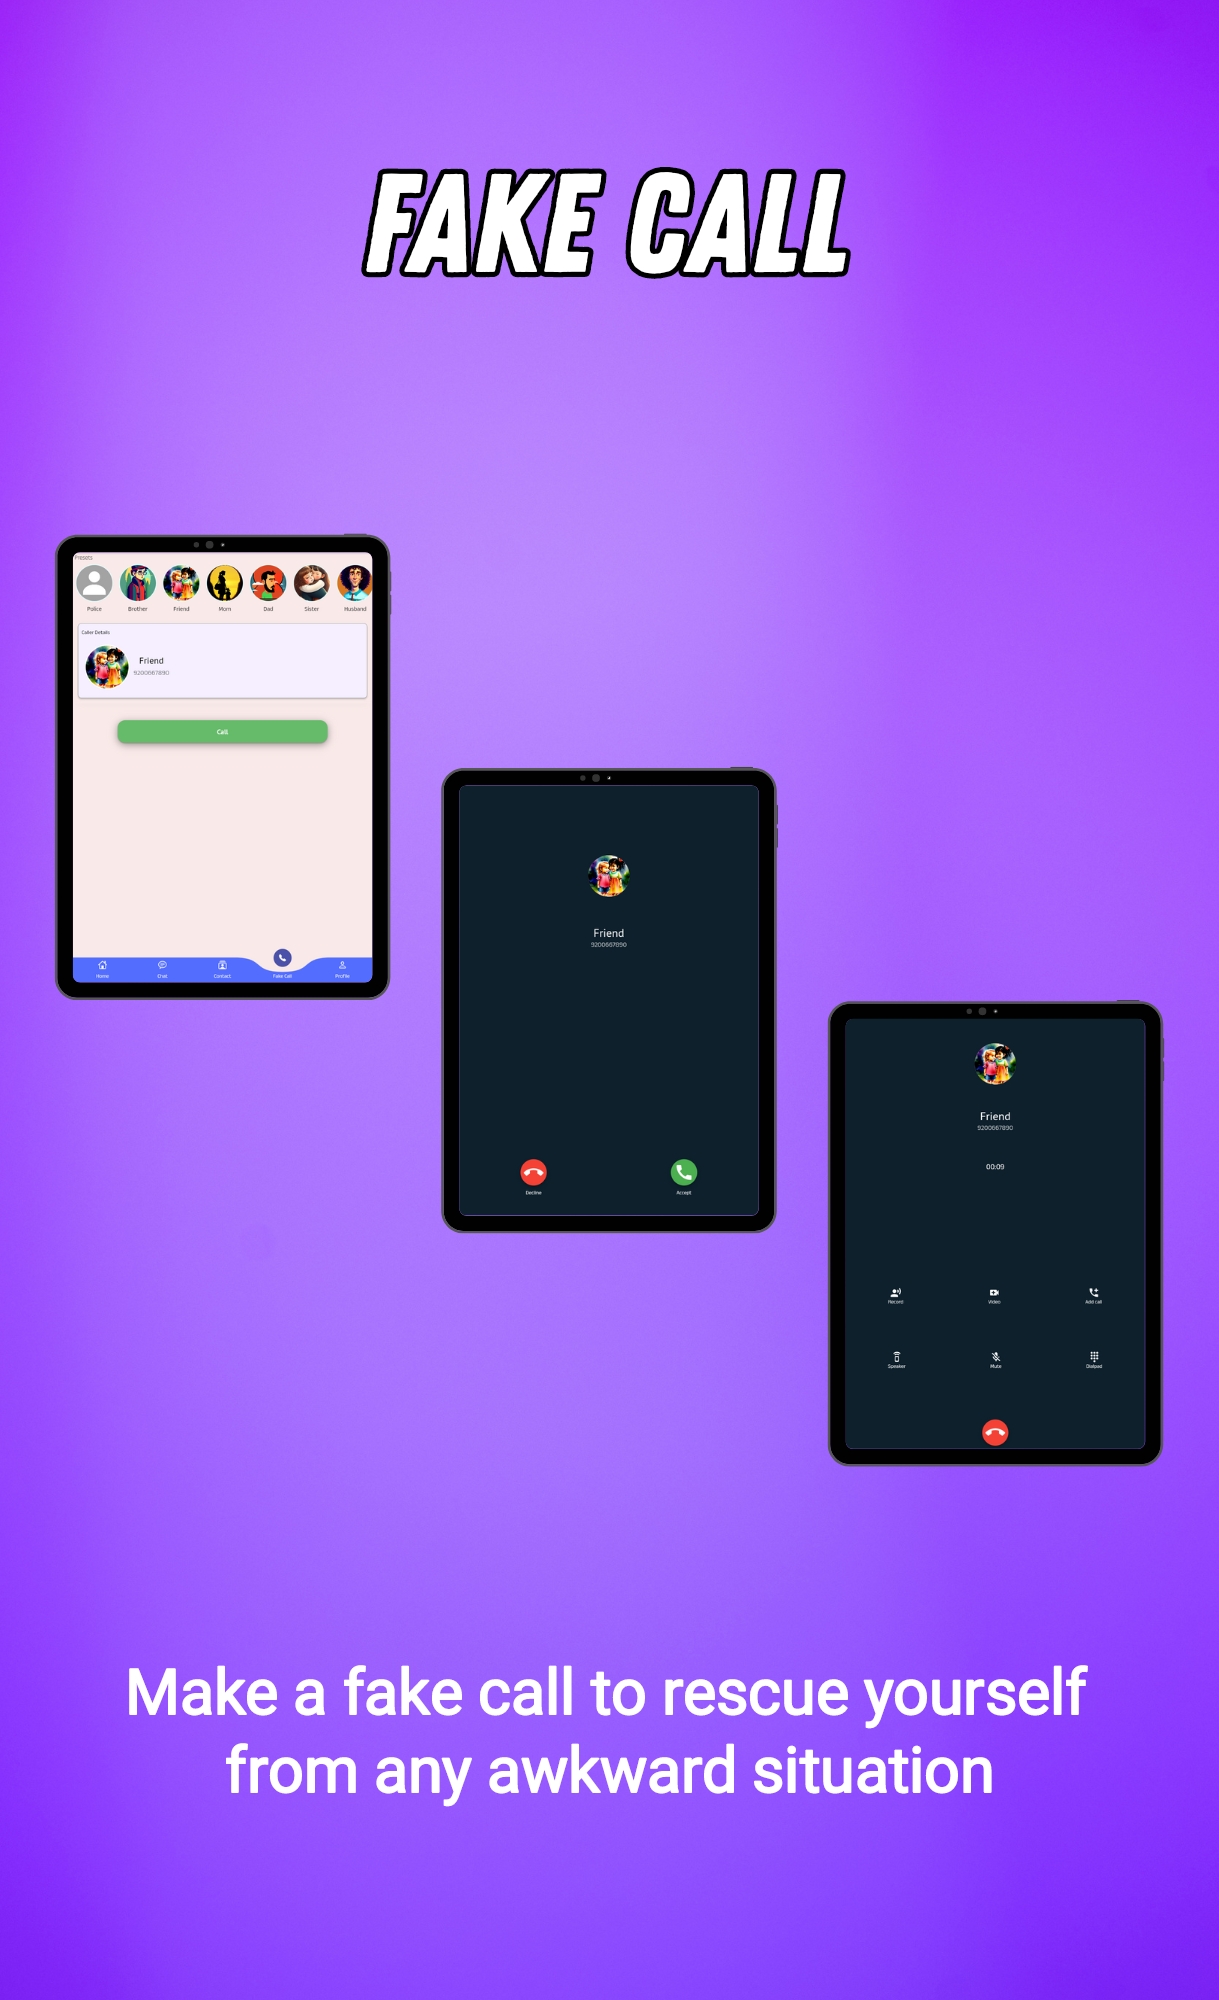 FAKE CALL
Presets
Police Brother Friend Mom Dad Sister Husband
Caller Details
Friend
9200667890
Call
Home Chat Contact Fake Call Profile
Friend
9200667890
Decline Accept
Friend
9200667890
00:09
Record Video Add call
Speaker Mute Dialpad
Make a fake call to rescue yourself
from any awkward situation